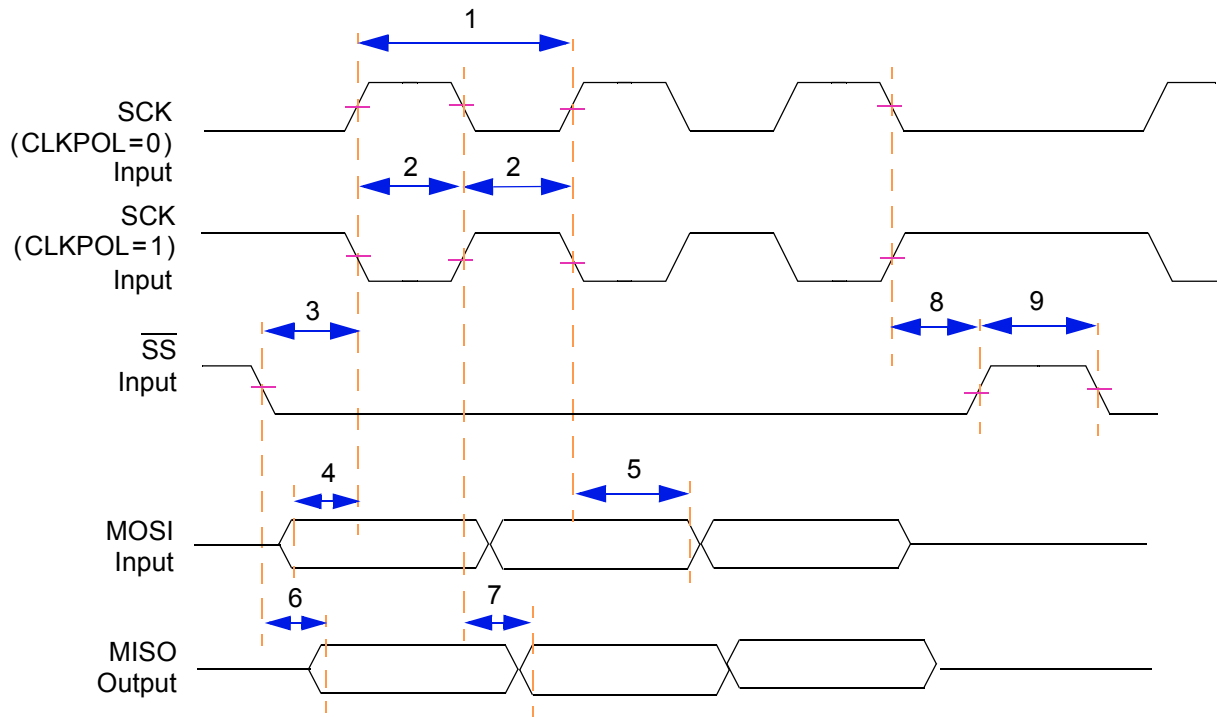 1
SCK
(CLKPOL=0)
Input
2 2
SCK
(CLKPOL=1)
Input
3 8 9
SS
Input
4 5
MOSI
Input
6 7
MISO
Output